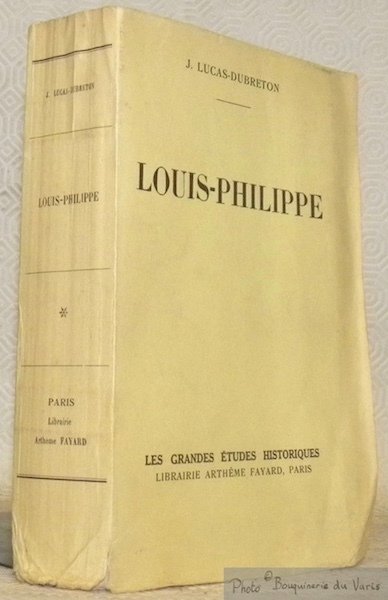 J. LUCAS-DUBRETON
LOUIS-PHILIPPE
PARIS
Librairie
Arthème FAYARD
J. LUCAS-DUBRETON
LOUIS-PHILIPPE
LES GRANDES ÉTUDES HISTORIQUES
LIBRAIRIE ARTHÈME FAYARD, PARIS
Photo © Bouquinerie du Varis